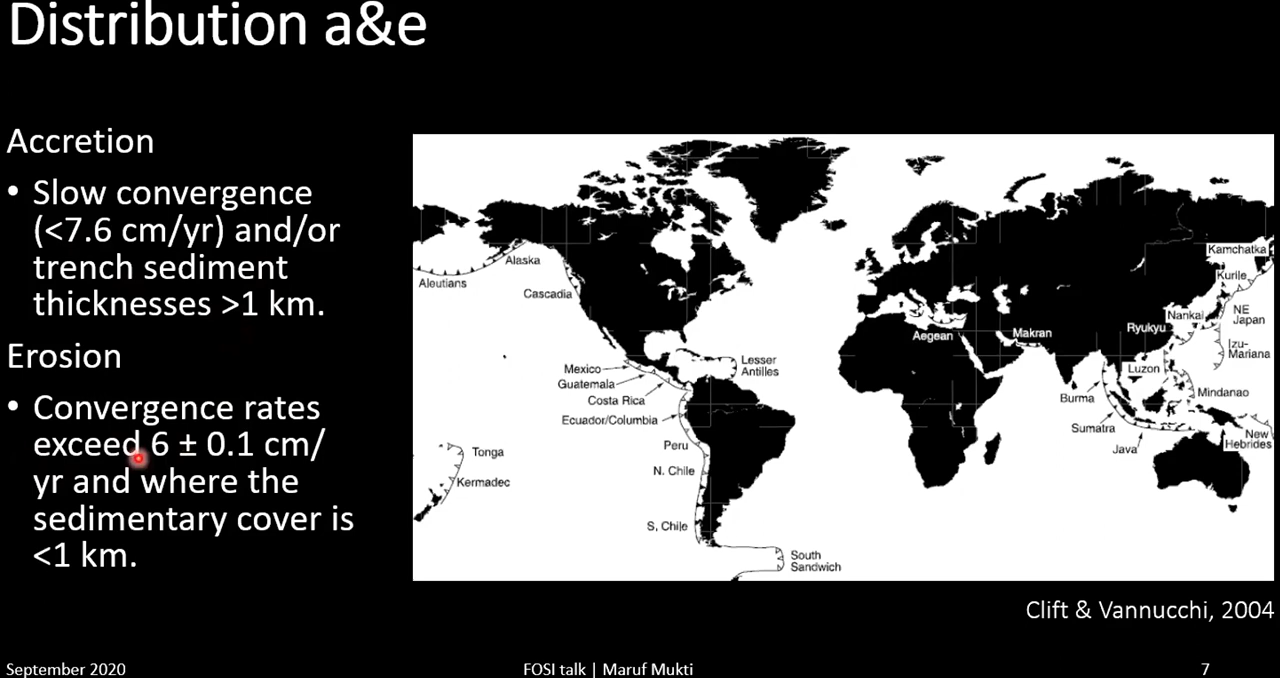 Distribution a&e
Accretion
• Slow convergence
(<7.6 cm/yr) and/or
trench sediment
thicknesses >1 km.
Erosion
• Convergence rates
exceed 6 ± 0.1 cm/
yr and where the
sedimentary cover is
<1 km.
Aleutians
Alaska
Cascadia
Mexico
Guatemala
Costa Rica
Ecuador/Columbia
Peru
N. Chile
S. Chile
Tonga
Kermadec
Lesser
Antilles
South
Sandwich
Aegean
Makran
Burma
Sumatra
Java
Kamchatka
Kurile
Nankai
NE
Japan
Ryukyu
Izu-
Mariana
Luzon
Mindanao
New
Hebrides
Clift & Vannucchi, 2004
September 2020
FOSI talk | Maruf Mukti
7